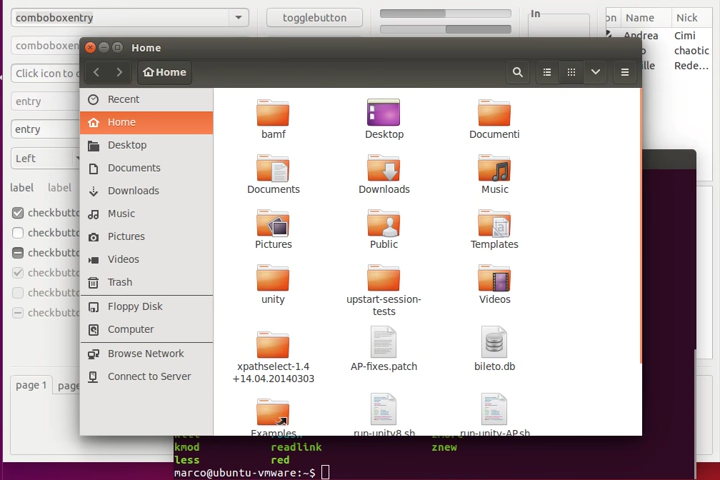 comboboxentry
togglebutton
In
on Name Nick
Andrea Cimi
chaotic
Rede...
Click icon to
entry
entry
Left
label label
checkbutto
checkbutto
checkbutto
checkbutto
checkbutto
checkbutto
page 1 page
Home
Home
Recent
Home
Desktop
Documents
Downloads
Music
Pictures
Videos
Trash
Floppy Disk
Computer
Browse Network
Connect to Server
bamf Desktop Documenti
Documents Downloads Music
Pictures Public Templates
unity upstart-session- Videos
tests
xpathselect-1.4 AP-fixes.patch bileto.db
+14.04.20140303
Examples run-unity8.sh run-unity-AP.sh
kmod readlink znew
less red
marco@ubuntu-vmware:~$